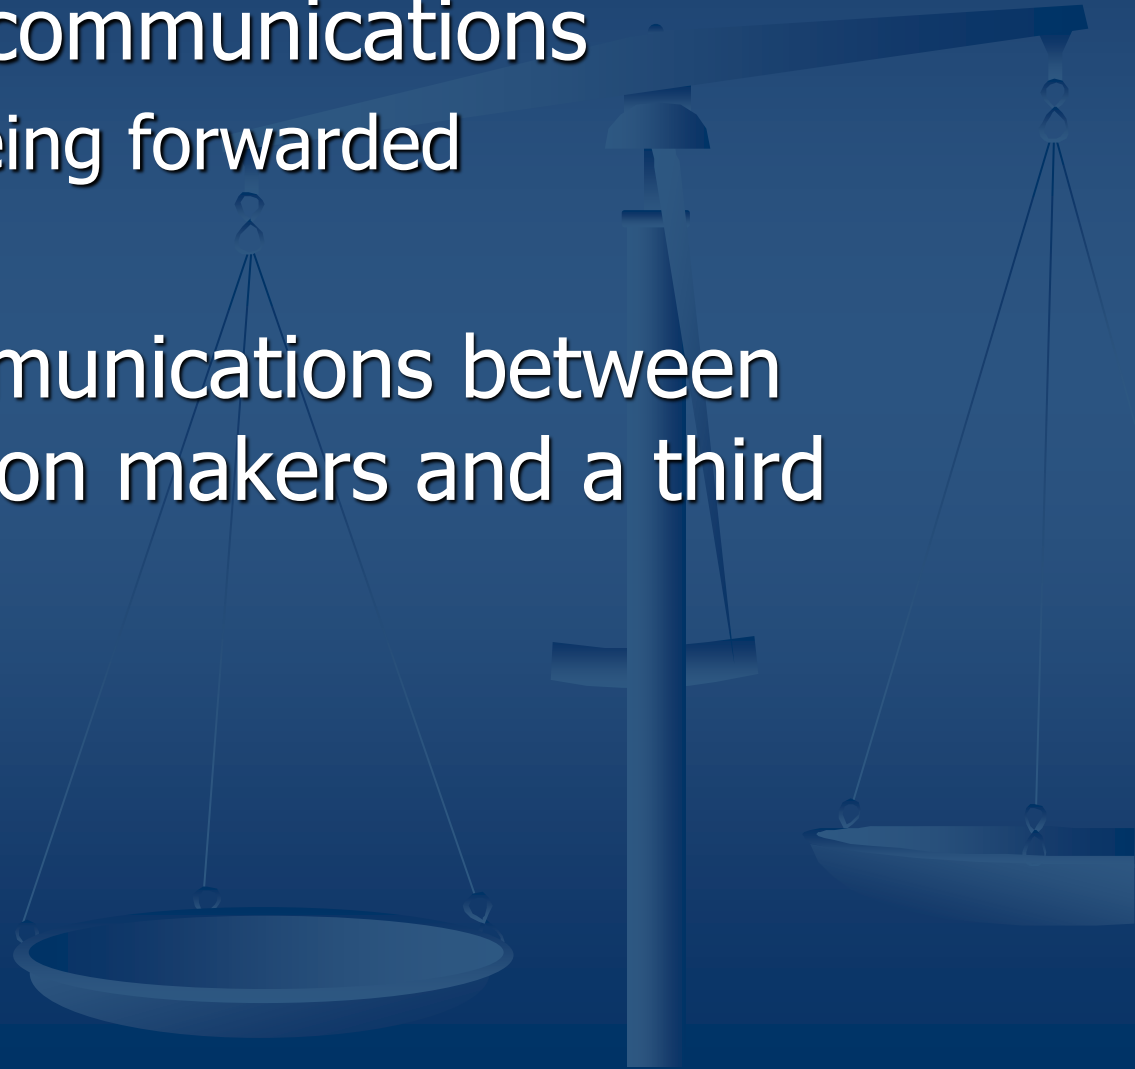 communications
eing forwarded
munications between
on makers and a third